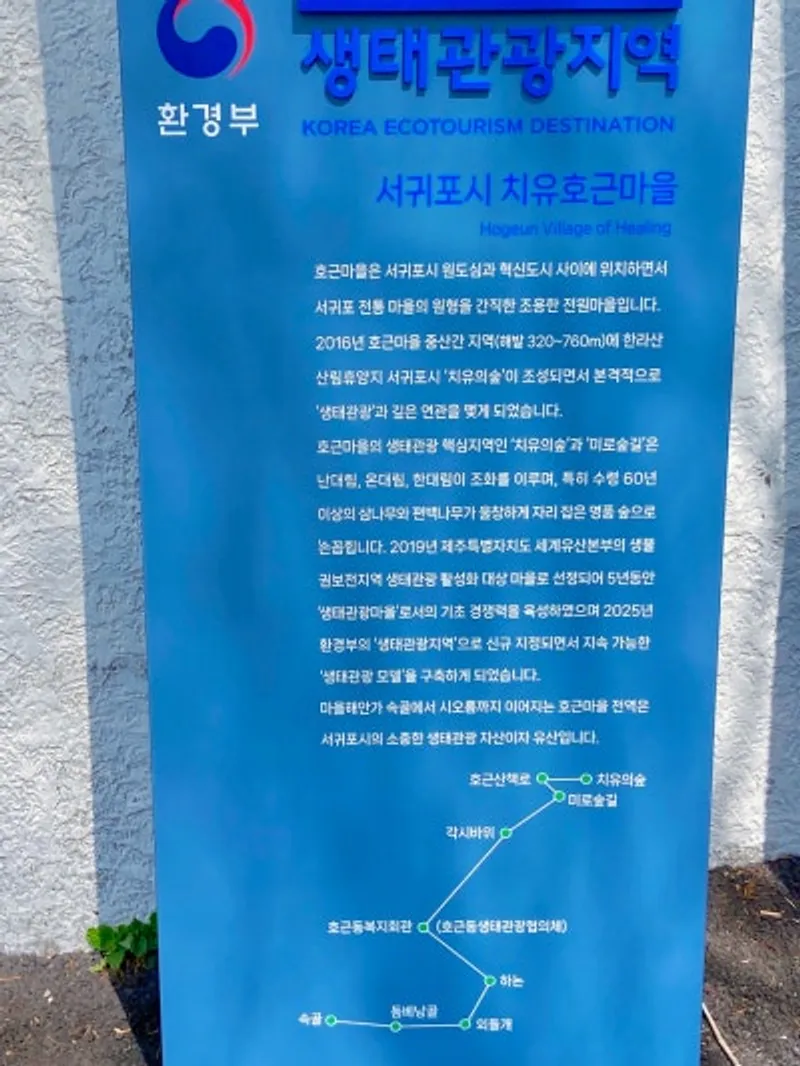 생태관광지역
환경부
KOREA ECOTOURISM DESTINATION
서귀포시 치유호근마을
Hogeun Village of Healing
호근마을은 서귀포시 원도심과 혁신도시 사이에 위치하면서
서귀포 전통 마을의 원형을 간직한 조용한 전원마을입니다.
2016년 호근마을 중산간 지역(해발 320~760m)에 한라산
산림휴양지 서귀포시 '치유의숲'이 조성되면서 본격적으로
'생태관광'과 깊은 연관을 맺게 되었습니다.
호근마을의 생태관광 핵심지역인 '치유의숲'과 '미로숲길'은
난대림, 온대림, 한대림이 조화를 이루며, 특히 수령 60년
이상의 삼나무와 편백나무가 울창하게 자리 잡은 명품 숲으로
손꼽힙니다. 2019년 제주특별자치도 세계유산본부의 생물
권보전지역 생태관광 활성화 대상 마을로 선정되어 5년동안
'생태관광마을'로서의 기초 경쟁력을 육성하였으며 2025년
환경부의 '생태관광지역'으로 신규 지정되면서 지속 가능한
'생태관광 모델'을 구축하게 되었습니다.
마을해안가 속골에서 시오름까지 이어지는 호근마을 전역은
서귀포시의 소중한 생태관광 자산이자 유산입니다.
호근산책로 치유의숲
미로숲길
각시바위
호근동복지회관 (호근동생태관광협의체)
하논
속골 동배낭골 외돌개